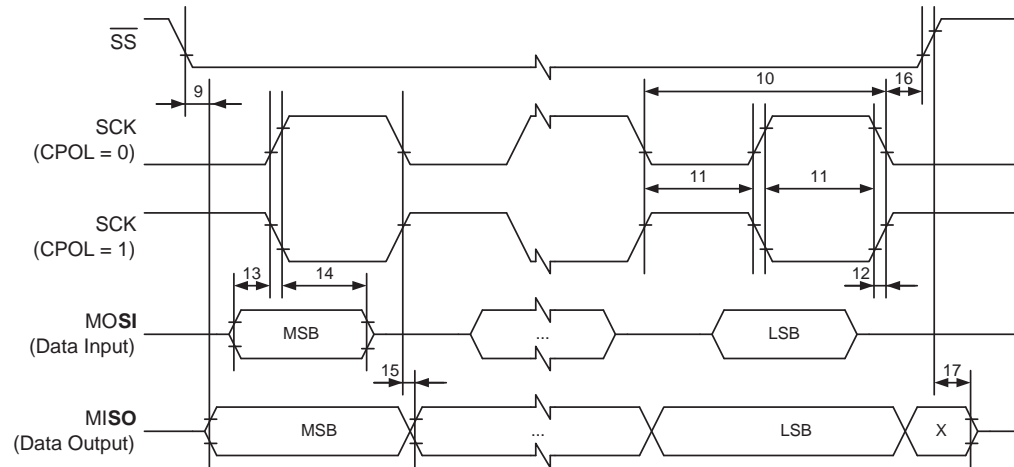 SS
10
9
16
SCK
(CPOL = 0)
11
11
SCK
(CPOL = 1)
13
14
12
MOSI
(Data Input)
MSB
...
LSB
15
17
MISO
(Data Output)
MSB
...
LSB
X